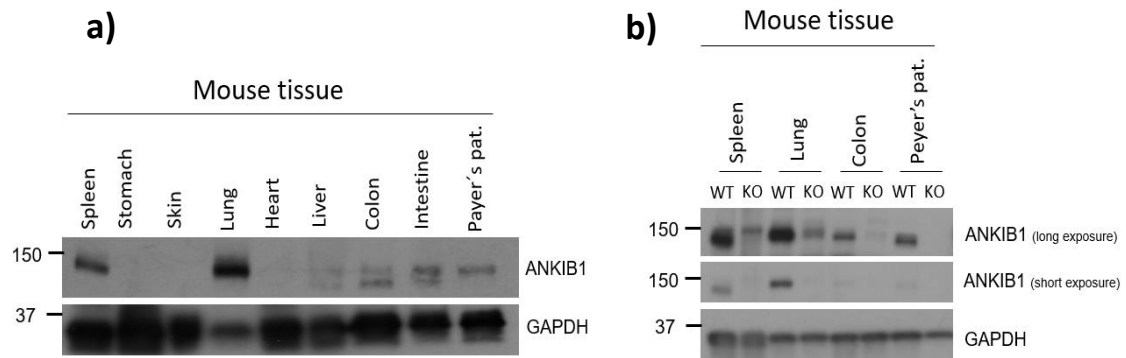 a)
Mouse tissue
Spleen
Stomach
Skin
Lung
Heart
Liver
Colon
Intestine
Payer´s pat.
150
ANKIB1
37
GAPDH
b)
Mouse tissue
Spleen
Lung
Colon
Peyer’s pat.
WT KO WT KO WT KO WT KO
150
ANKIB1 (long exposure)
150
ANKIB1 (short exposure)
37
GAPDH